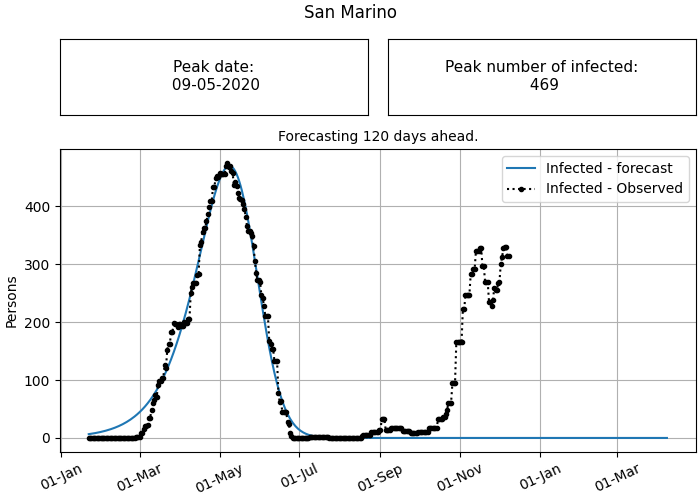 San Marino
Peak date:
09-05-2020
Peak number of infected:
469
Forecasting 120 days ahead.
Infected - forecast
Infected - Observed
Persons
400
300
200
100
0
01-Jan
01-Mar
01-May
01-Jul
01-Sep
01-Nov
01-Jan
01-Mar